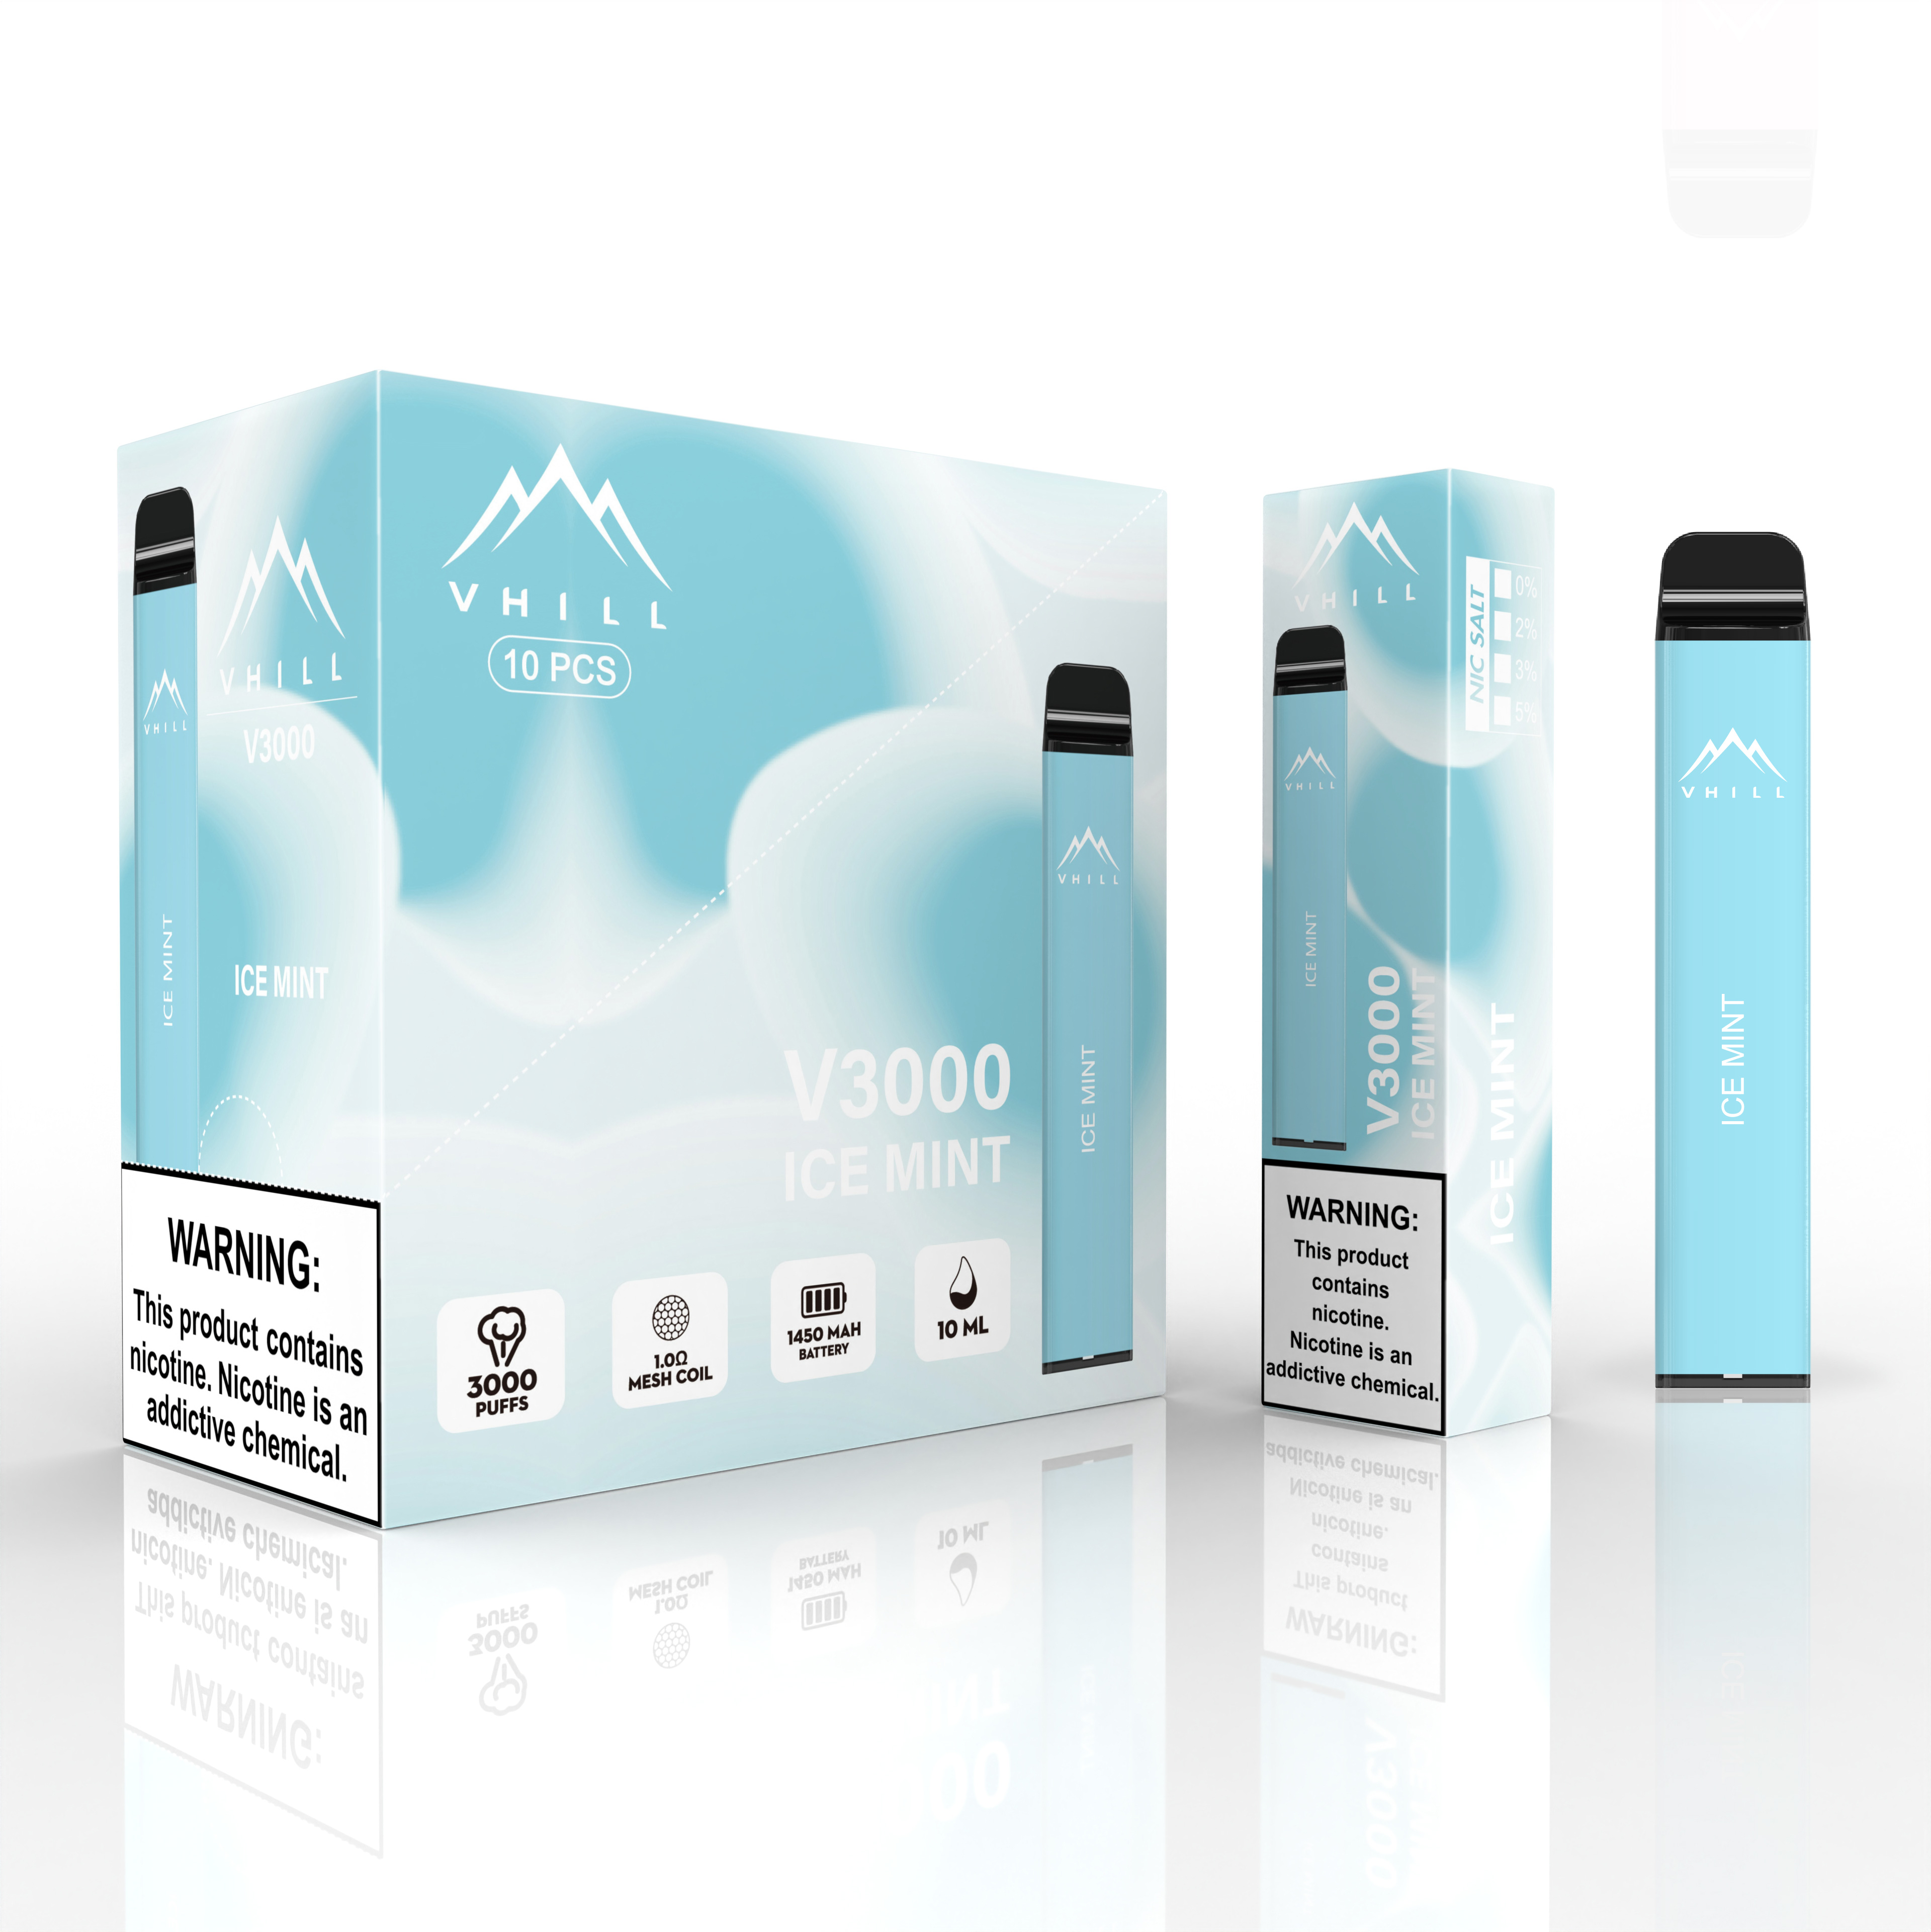 VHILL
V3000
VHILL
ICE MINT
ICE MINT
WARNING:
This product contains
nicotine. Nicotine is an
addictive chemical.
VHILL
10 PCS
V3000
ICE MINT
3000
PUFFS
1.0Ω
MESH COIL
1450 MAH
BATTERY
10 ML
VHILL
ICE MINT
VHILL
VHILL
ICE MINT
V3000
ICE MINT
WARNING:
This product
contains
nicotine.
Nicotine is an
addictive chemical.
NIC SALT
0%
2%
3%
5%
ICE MINT
VHILL
ICE MINT